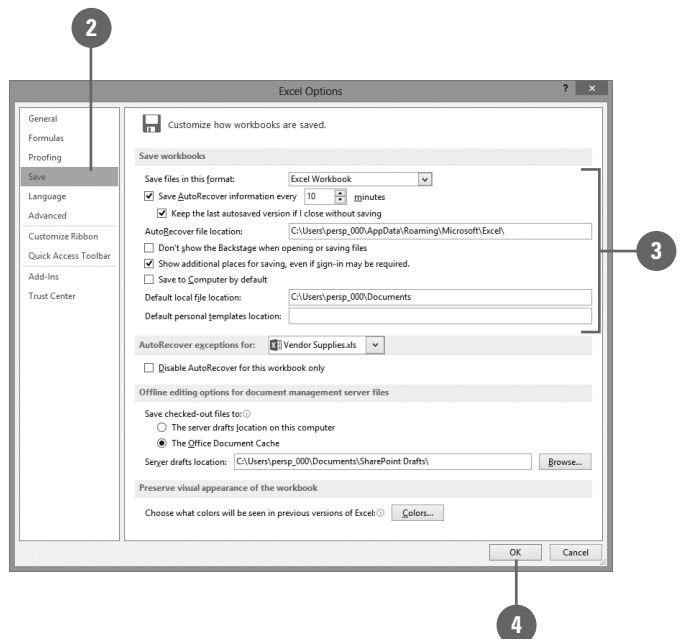 2
Excel Options
? ×
General
Formulas
Proofing
Save
Language
Advanced
Customize Ribbon
Quick Access Toolbar
Add-Ins
Trust Center
Customize how workbooks are saved.
Save workbooks
Save files in this format: Excel Workbook
Save AutoRecover information every 10 minutes
Keep the last autosaved version if I close without saving
AutoRecover file location: C:\Users\persp_000\AppData\Roaming\Microsoft\Excel\
Don't show the Backstage when opening or saving files
Show additional places for saving, even if sign-in may be required.
Save to Computer by default
Default local file location: C:\Users\persp_000\Documents
Default personal templates location:
3
AutoRecover exceptions for: Vendor Supplies.xls
Disable AutoRecover for this workbook only
Offline editing options for document management server files
Save checked-out files to:
The server drafts location on this computer
The Office Document Cache
Server drafts location: C:\Users\persp_000\Documents\SharePoint Drafts\ Browse...
Preserve visual appearance of the workbook
Choose what colors will be seen in previous versions of Excel: Colors...
OK Cancel
4